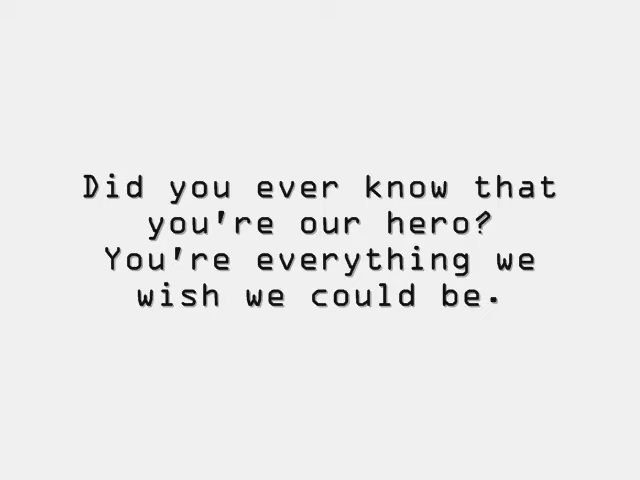 Did you ever know that
you're our hero?
You're everything we
wish we could be.